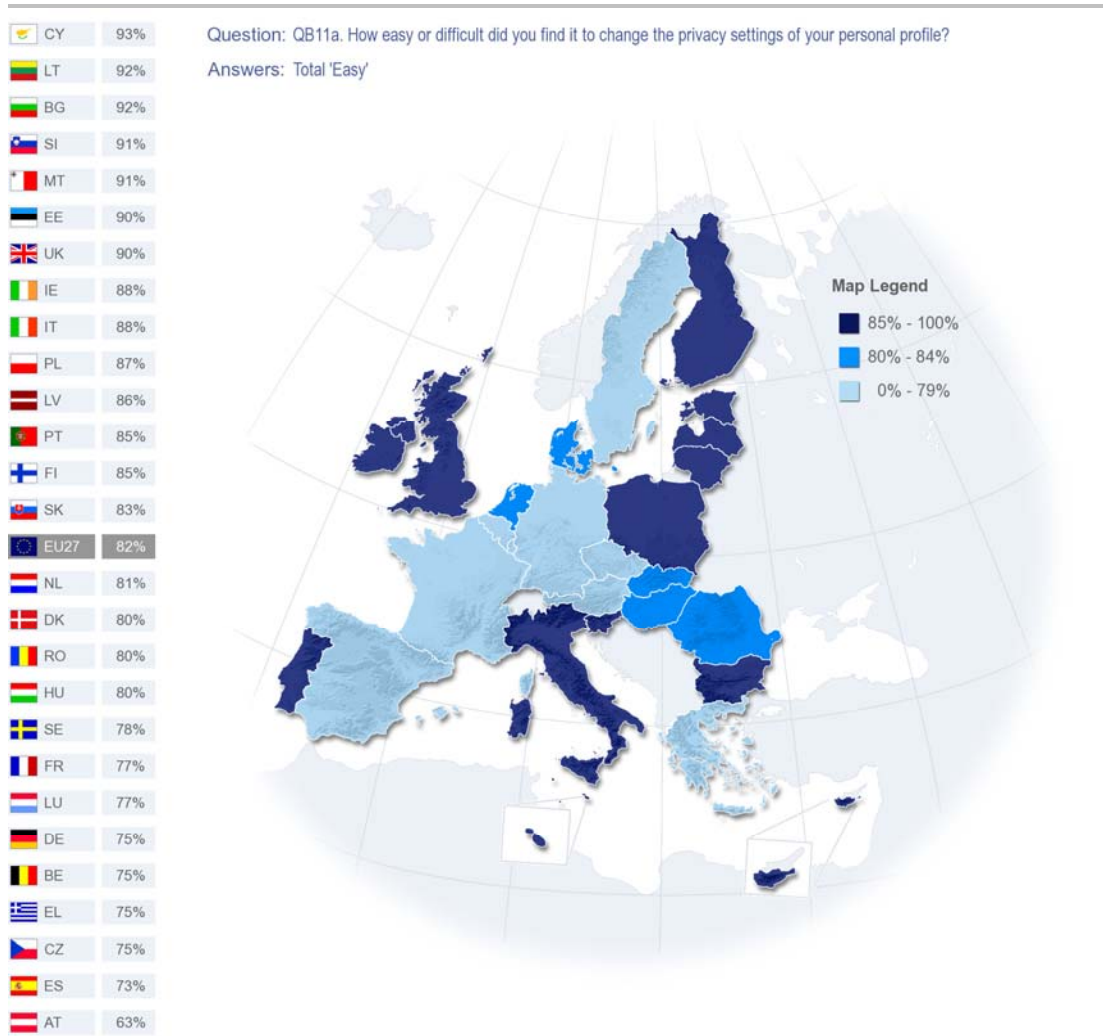 CY 93%
LT 92%
BG 92%
SI 91%
MT 91%
EE 90%
UK 90%
IE 88%
IT 88%
PL 87%
LV 86%
PT 85%
FI 85%
SK 83%
EU27 82%
NL 81%
DK 80%
RO 80%
HU 80%
SE 78%
FR 77%
LU 77%
DE 75%
BE 75%
EL 75%
CZ 75%
ES 73%
AT 63%
Question: QB11a. How easy or difficult did you find it to change the privacy settings of your personal profile?
Answers: Total 'Easy'
Map Legend
85% - 100%
80% - 84%
0% - 79%